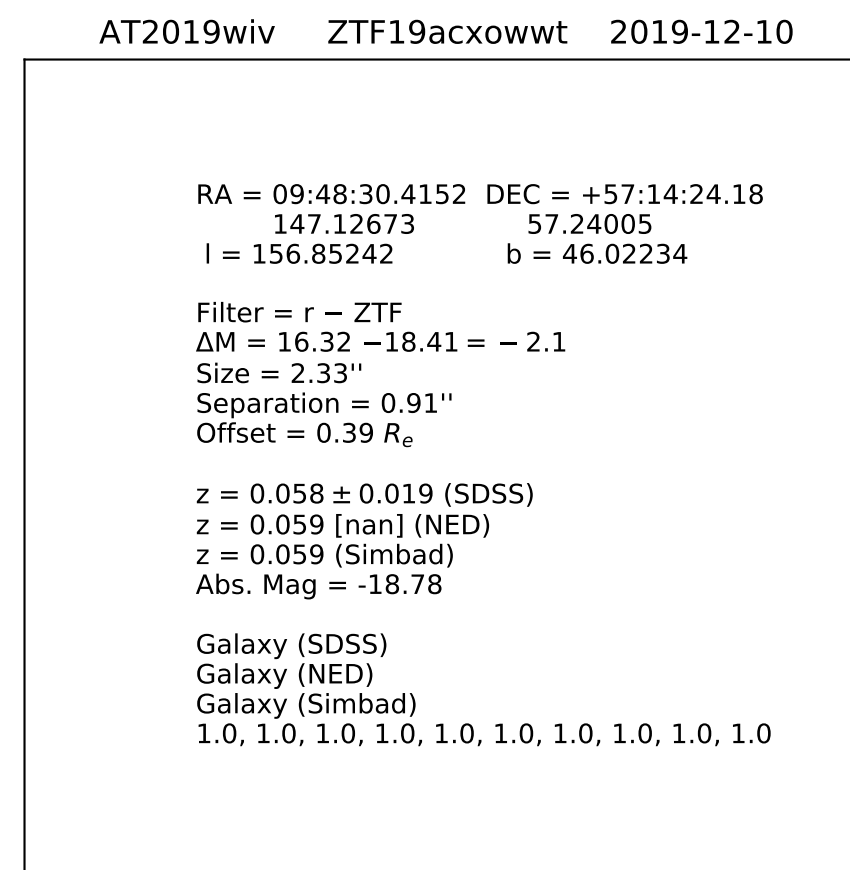 AT2019wiv ZTF19acxowwt 2019-12-10
RA = 09:48:30.4152 DEC = +57:14:24.18
147.12673 57.24005
l = 156.85242 b = 46.02234
Filter = r − ZTF
ΔM = 16.32 −18.41 = − 2.1
Size = 2.33''
Separation = 0.91''
Offset = 0.39 Re
z = 0.058 ± 0.019 (SDSS)
z = 0.059 [nan] (NED)
z = 0.059 (Simbad)
Abs. Mag = -18.78
Galaxy (SDSS)
Galaxy (NED)
Galaxy (Simbad)
1.0, 1.0, 1.0, 1.0, 1.0, 1.0, 1.0, 1.0, 1.0, 1.0